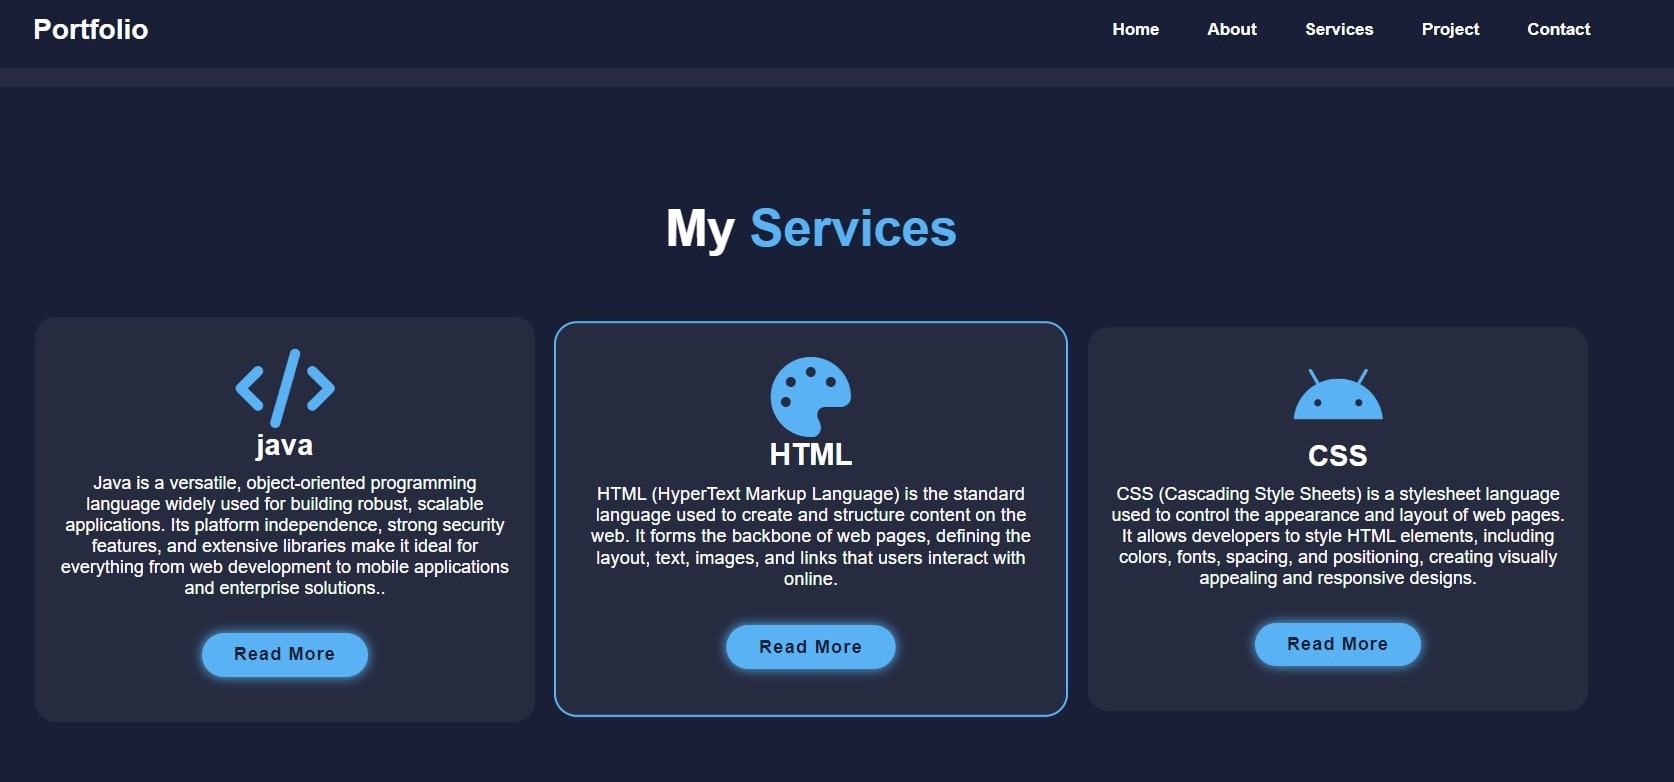 Portfolio
Home About Services Project Contact
My Services
java
Java is a versatile, object-oriented programming
language widely used for building robust, scalable
applications. Its platform independence, strong security
features, and extensive libraries make it ideal for
everything from web development to mobile applications
and enterprise solutions..
Read More
HTML
HTML (HyperText Markup Language) is the standard
language used to create and structure content on the
web. It forms the backbone of web pages, defining the
layout, text, images, and links that users interact with
online.
Read More
CSS
CSS (Cascading Style Sheets) is a stylesheet language
used to control the appearance and layout of web pages.
It allows developers to style HTML elements, including
colors, fonts, spacing, and positioning, creating visually
appealing and responsive designs.
Read More